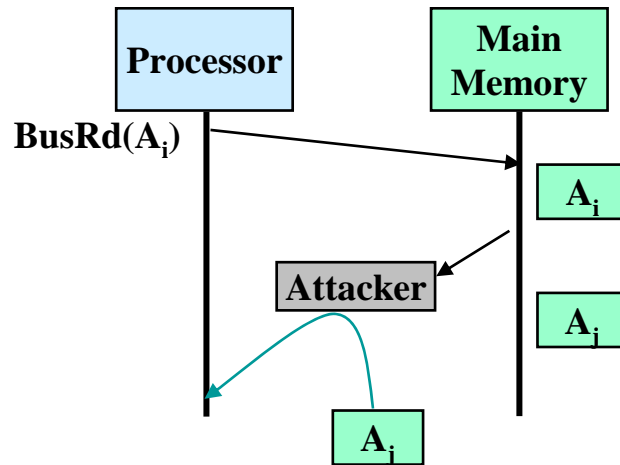 Processor
Main
Memory
BusRd(Aᵢ)
Aᵢ
Attacker
Aⱼ
Aⱼ